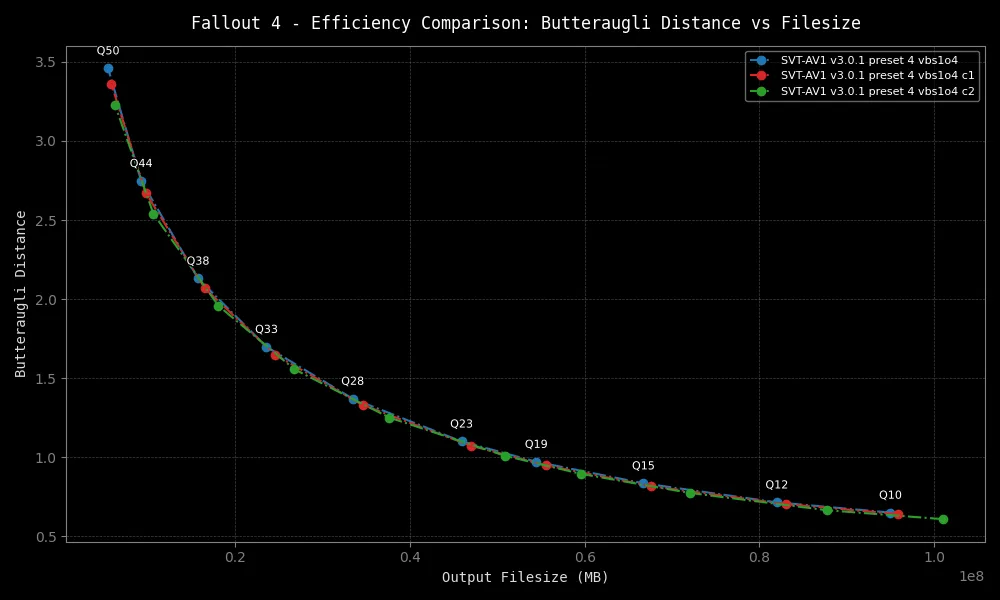 Fallout 4 - Efficiency Comparison: Butteraugli Distance vs Filesize
SVT-AV1 v3.0.1 preset 4 vbs1o4
SVT-AV1 v3.0.1 preset 4 vbs1o4 c1
SVT-AV1 v3.0.1 preset 4 vbs1o4 c2
Butteraugli Distance
3.5
3.0
2.5
2.0
1.5
1.0
0.5
Q50
Q44
Q38
Q33
Q28
Q23
Q19
Q15
Q12
Q10
0.2
0.4
0.6
0.8
1.0
1e8
Output Filesize (MB)